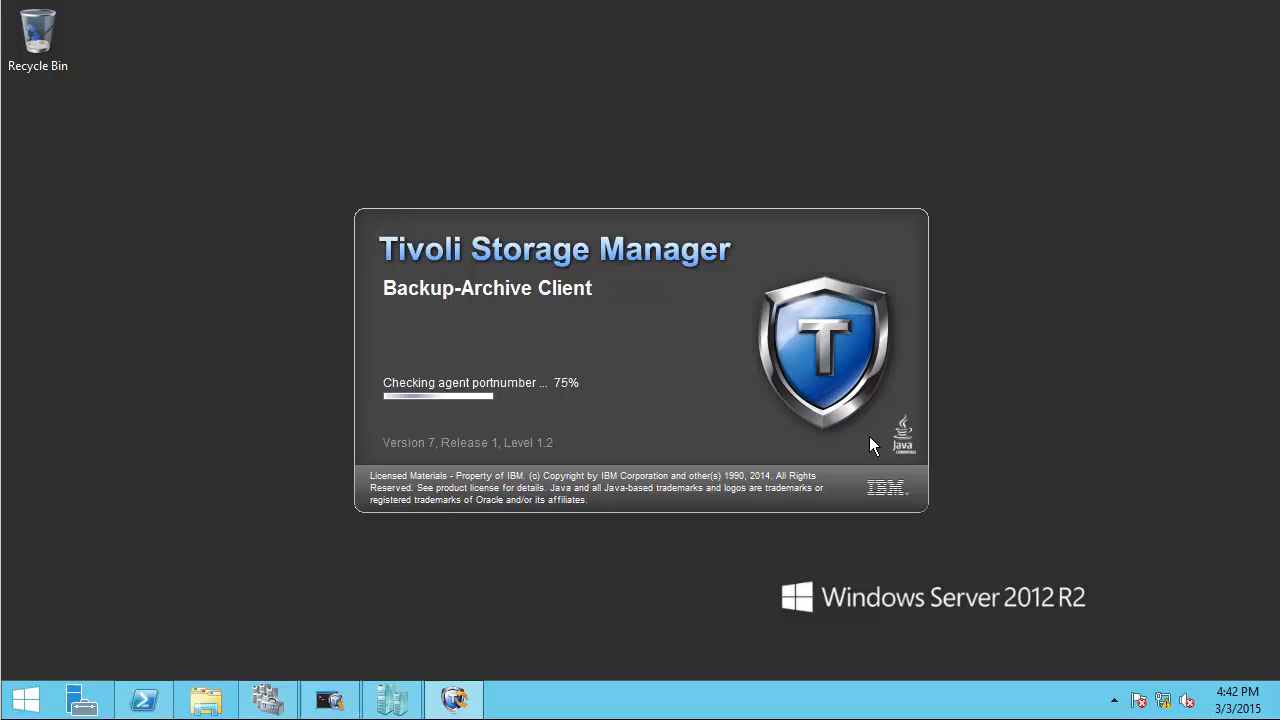 Recycle Bin
Tivoli Storage Manager
Backup-Archive Client
T
Checking agent portnumber ... 75%
Version 7, Release 1, Level 1.2
Java
COMPATIBLE
Licensed Materials - Property of IBM. (c) Copyright by IBM Corporation and other(s) 1990, 2014. All Rights
Reserved. See product license for details. Java and all Java-based trademarks and logos are trademarks or
registered trademarks of Oracle and/or its affiliates.
IBM.
Windows Server 2012 R2
4:42 PM
3/3/2015